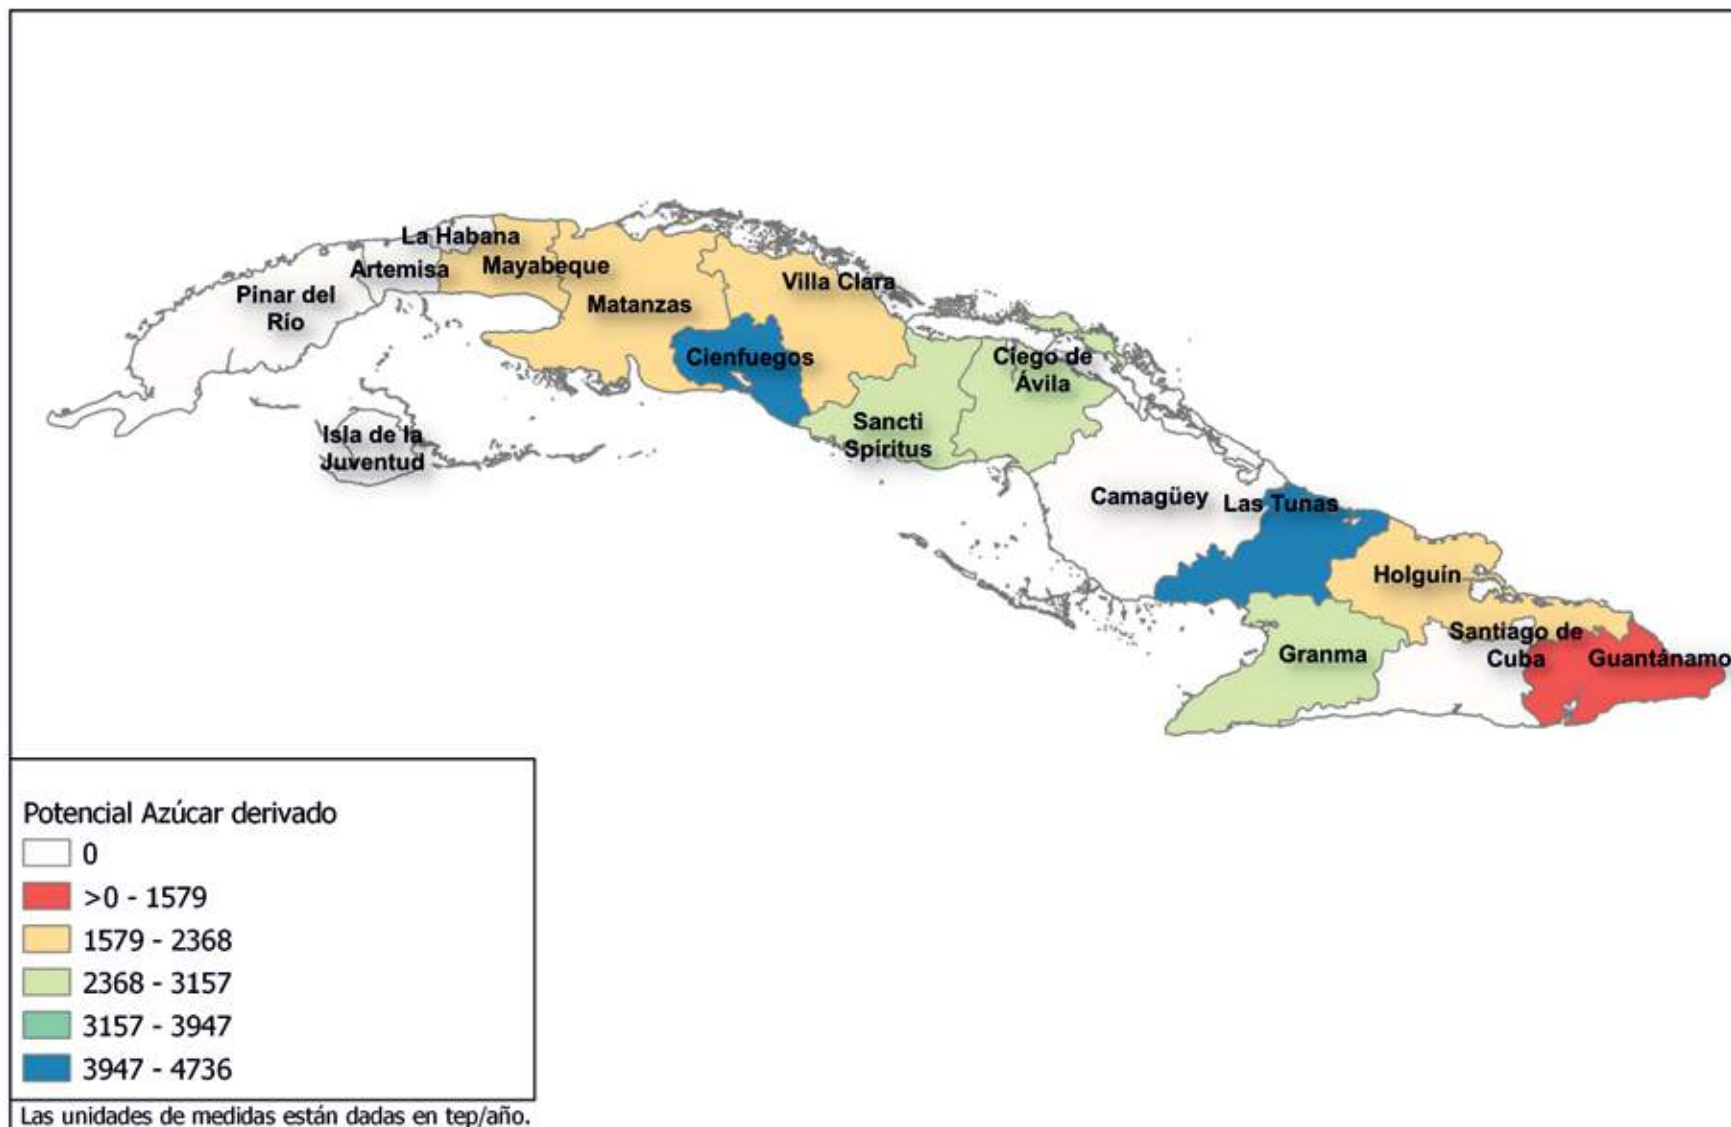 La Habana
Artemisa
Mayabeque
Pinar del
Río
Matanzas
Villa Clara
Cienfuegos
Ciego de
Ávila
Sancti
Spíritus
Isla de la
Juventud
Camagüey
Las Tunas
Holguín
Granma
Santiago de
Cuba
Guantánamo
Potencial Azúcar derivado
0
>0 - 1579
1579 - 2368
2368 - 3157
3157 - 3947
3947 - 4736
Las unidades de medidas están dadas en tep/año.